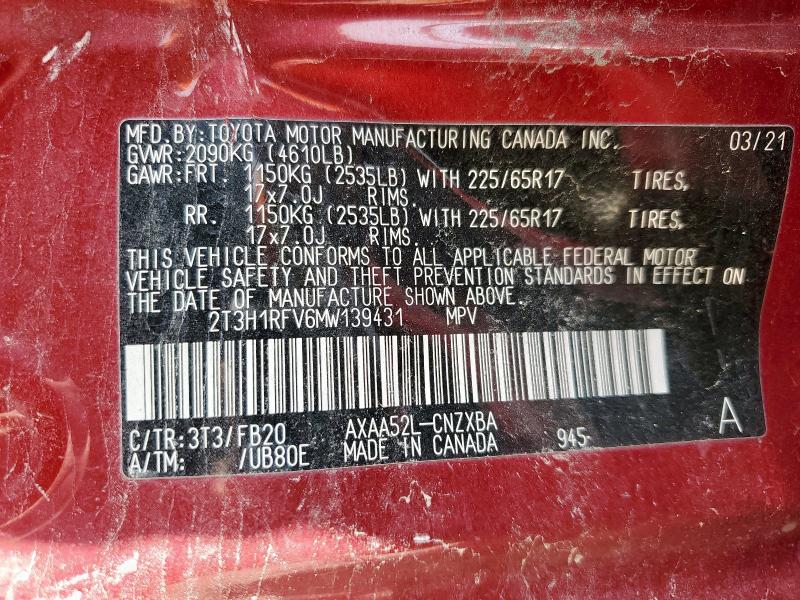 MFD. BY: TOYOTA MOTOR MANUFACTURING CANADA INC. 03/21
GVWR: 2090KG (4610LB)
GAWR: FRT. 1150KG (2535LB) WITH 225/65R17 TIRES,
17x7.0J RIMS.
RR. 1150KG (2535LB) WITH 225/65R17 TIRES,
17x7.0J RIMS.
THIS VEHICLE CONFORMS TO ALL APPLICABLE FEDERAL MOTOR
VEHICLE SAFETY AND THEFT PREVENTION STANDARDS IN EFFECT ON
THE DATE OF MANUFACTURE SHOWN ABOVE.
2T3H1RFV6MW139431 MPV
C/TR: 3T3/FB20 AXAA52L-CNZXBA 945- A
A/TM: /UB80E MADE IN CANADA